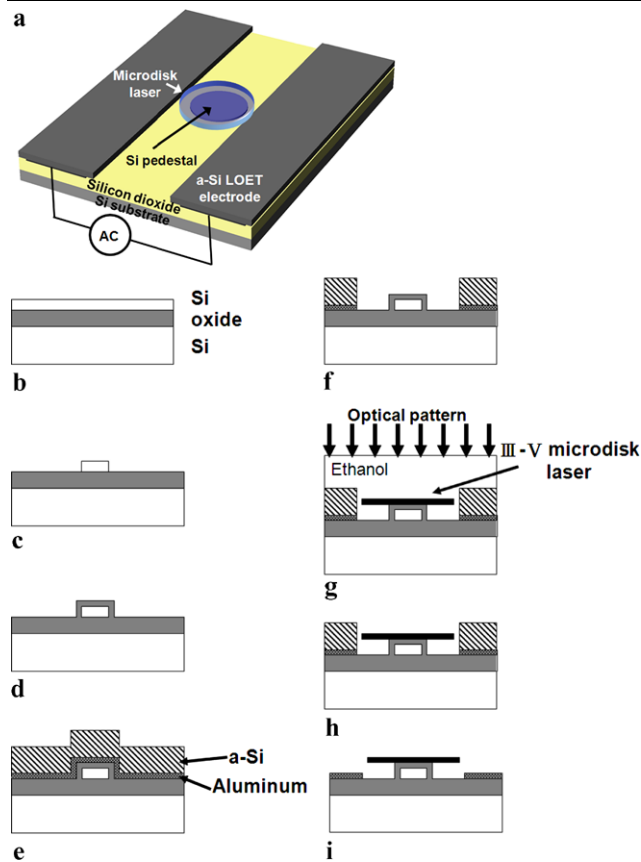 a
Microdisk
laser
Si pedestal
a-Si LOET
electrode
Silicon dioxide
Si substrate
AC
Si
oxide
Si
b
c
d
a-Si
Aluminum
e
f
Optical pattern
Ethanol
Ⅲ-Ⅴ microdisk
laser
g
h
i